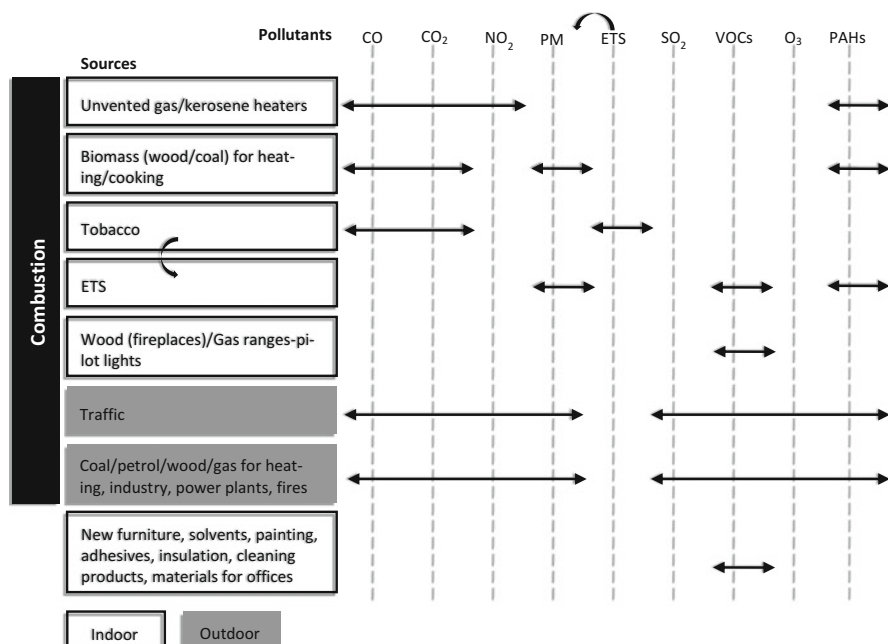 Pollutants CO CO₂ NO₂ PM ETS SO₂ VOCs O₃ PAHs
Sources
Combustion
Unvented gas/kerosene heaters
Biomass (wood/coal) for heat-
ing/cooking
Tobacco
ETS
Wood (fireplaces)/Gas ranges-pi-
lot lights
Traffic
Coal/petrol/wood/gas for heat-
ing, industry, power plants, fires
New furniture, solvents, painting,
adhesives, insulation, cleaning
products, materials for offices
Indoor Outdoor